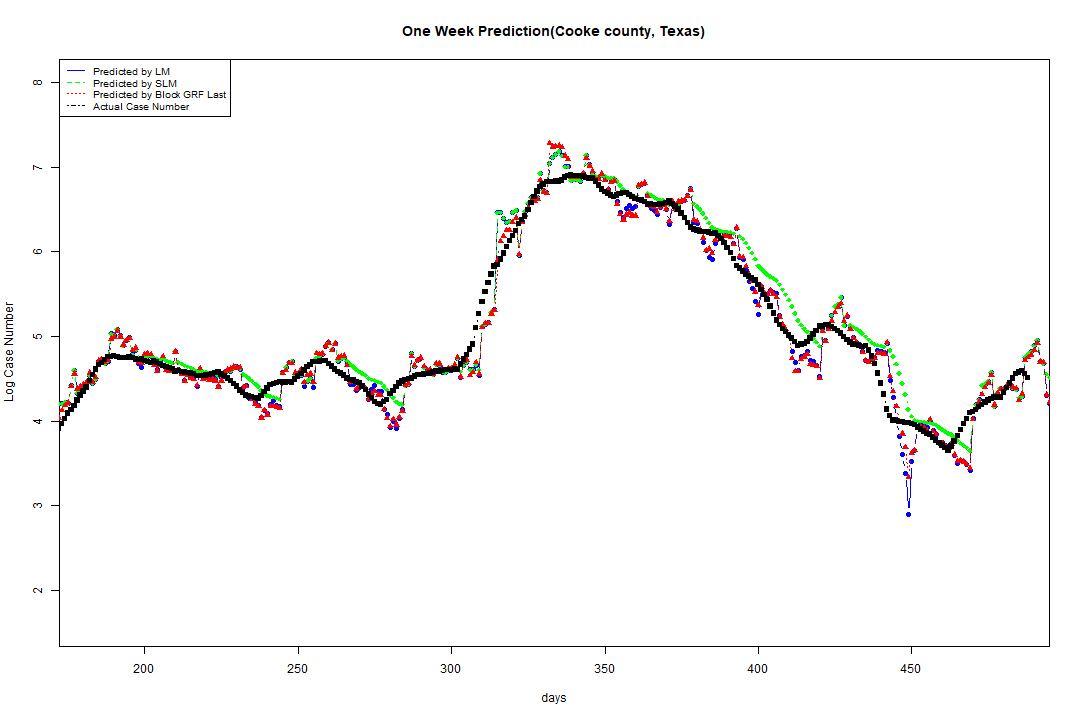 One Week Prediction(Cooke county, Texas)
Predicted by LM
Predicted by SLM
Predicted by Block GRF Last
Actual Case Number
8
7
6
5
4
3
2
Log Case Number
200 250 300 350 400 450
days